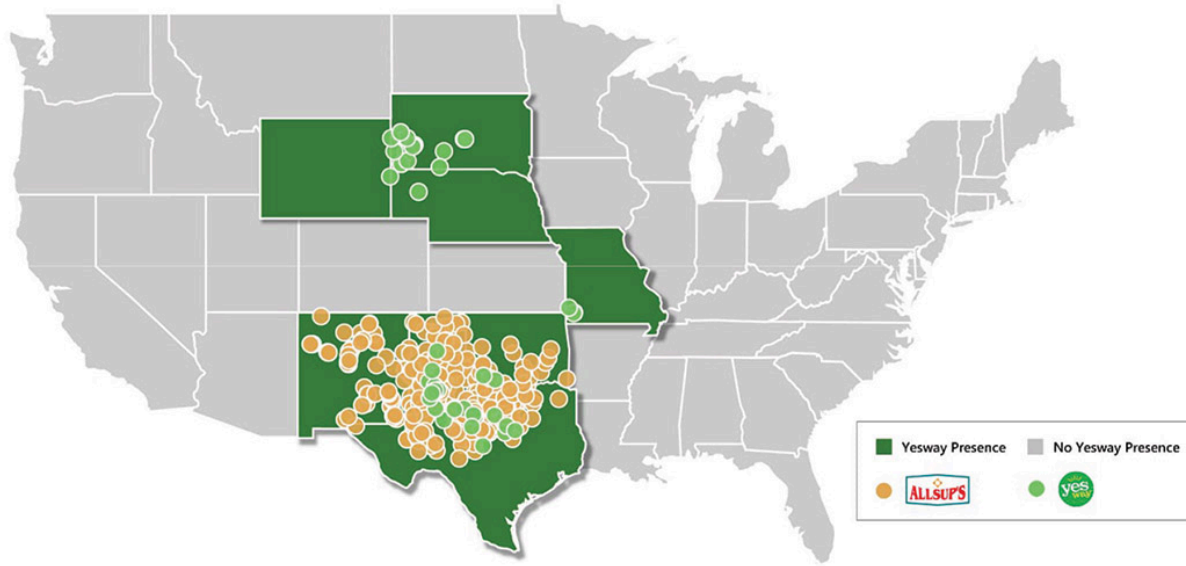 Yesway Presence
No Yesway Presence
ALLSUP'S
yes
way